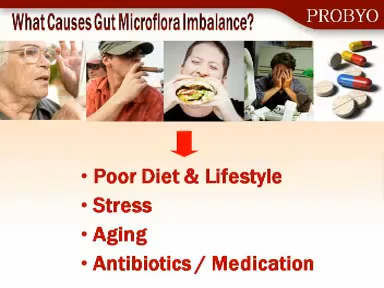 PROBYO
What Causes Gut Microflora Imbalance?
• Poor Diet & Lifestyle
• Stress
• Aging
• Antibiotics / Medication